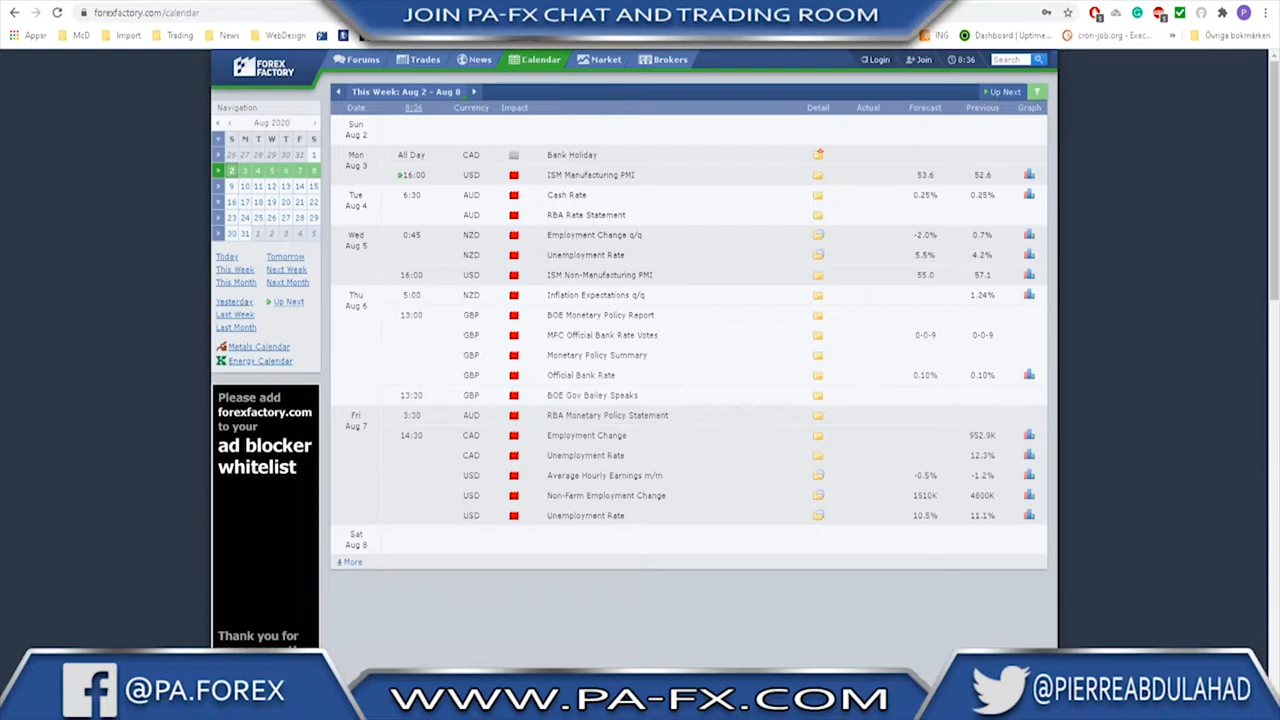 forexfactory.com/calendar
JOIN PA-FX CHAT AND TRADING ROOM
Appar McD Import Trading News WebDesign
ING Dashboard | Uptime... cron-job.org - Exec... » Övriga bokmärken
FOREX FACTORY
Forums Trades News Calendar Market Brokers
Login Join 8:36 Search
Navigation
Aug 2020
S M T W T F S
26 27 28 29 30 31 1
2 3 4 5 6 7 8
9 10 11 12 13 14 15
16 17 18 19 20 21 22
23 24 25 26 27 28 29
30 31 1 2 3 4 5
Today Tomorrow
This Week Next Week
This Month Next Month
Yesterday Up Next
Last Week
Last Month
Metals Calendar
Energy Calendar
Please add
forexfactory.com
to your
ad blocker
whitelist
Thank you for
This Week: Aug 2 - Aug 8 Up Next
Date 8:36 Currency Impact Detail Actual Forecast Previous Graph
Sun
Aug 2
Mon
Aug 3
All Day CAD Bank Holiday
16:00 USD ISM Manufacturing PMI 53.6 52.6
Tue
Aug 4
6:30 AUD Cash Rate 0.25% 0.25%
AUD RBA Rate Statement
Wed
Aug 5
0:45 NZD Employment Change q/q -2.0% 0.7%
NZD Unemployment Rate 5.5% 4.2%
16:00 USD ISM Non-Manufacturing PMI 55.0 57.1
Thu
Aug 6
5:00 NZD Inflation Expectations q/q 1.24%
13:00 GBP BOE Monetary Policy Report
GBP MPC Official Bank Rate Votes 0-0-9 0-0-9
GBP Monetary Policy Summary
GBP Official Bank Rate 0.10% 0.10%
13:30 GBP BOE Gov Bailey Speaks
Fri
Aug 7
3:30 AUD RBA Monetary Policy Statement
14:30 CAD Employment Change 952.9K
CAD Unemployment Rate 12.3%
USD Average Hourly Earnings m/m -0.5% -1.2%
USD Non-Farm Employment Change 1510K 4800K
USD Unemployment Rate 10.5% 11.1%
Sat
Aug 8
More
@PA.FOREX
WWW.PA-FX.COM
@PIERREABDULAHAD